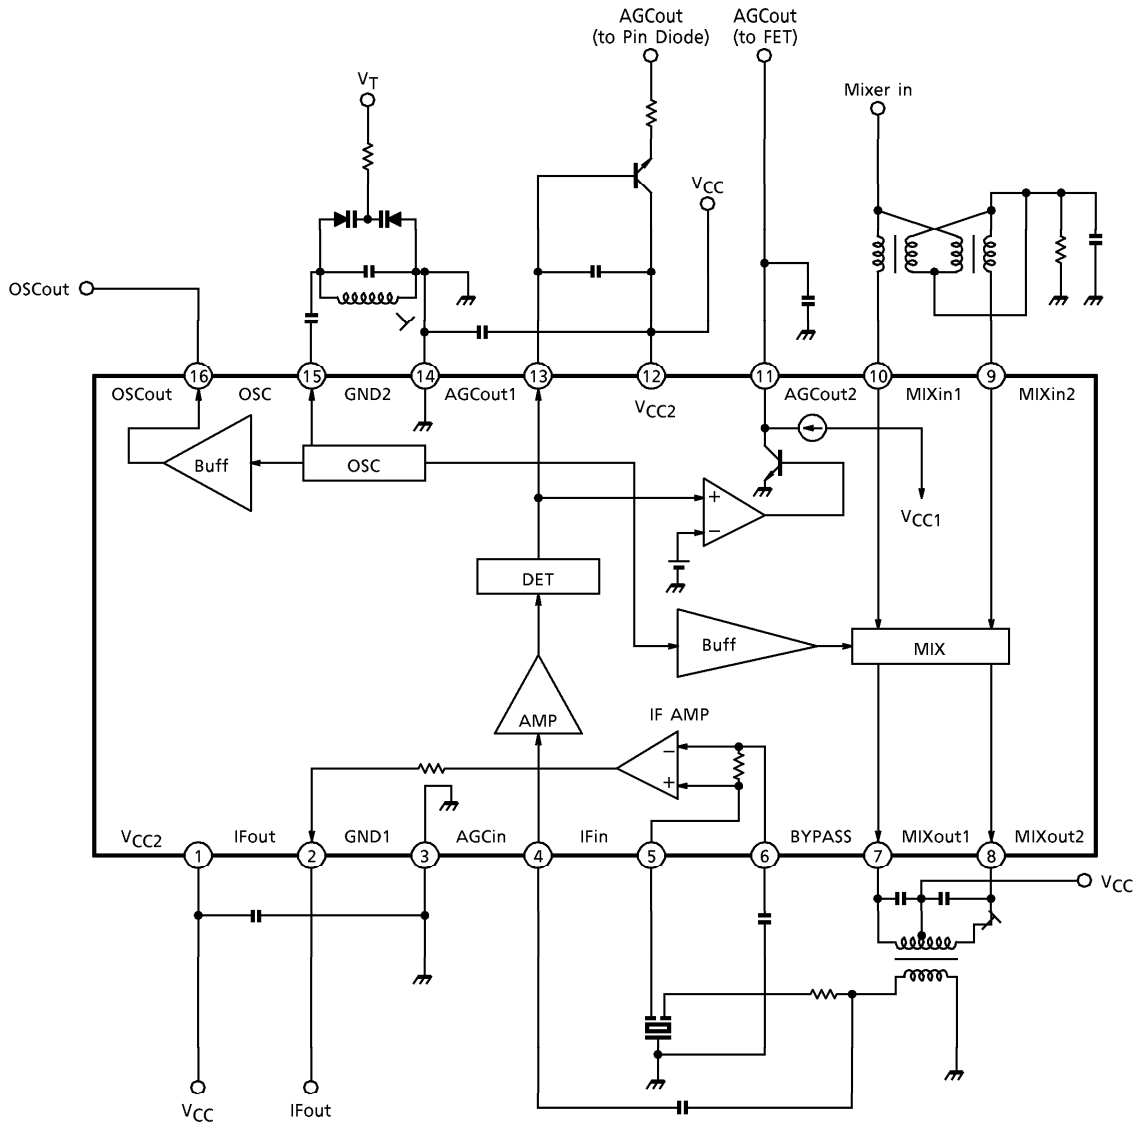 AGCout
(to Pin Diode)
AGCout
(to FET)
VT
Mixer in
VCC
OSCout
16
15
14
13
12
11
10
9
OSCout
OSC
GND2
AGCout1
VCC2
AGCout2
MIXin1
MIXin2
Buff
OSC
+
−
VCC1
DET
Buff
MIX
AMP
IF AMP
−
+
VCC2
IFout
GND1
AGCin
IFin
BYPASS
MIXout1
MIXout2
1
2
3
4
5
6
7
8
VCC
VCC
IFout